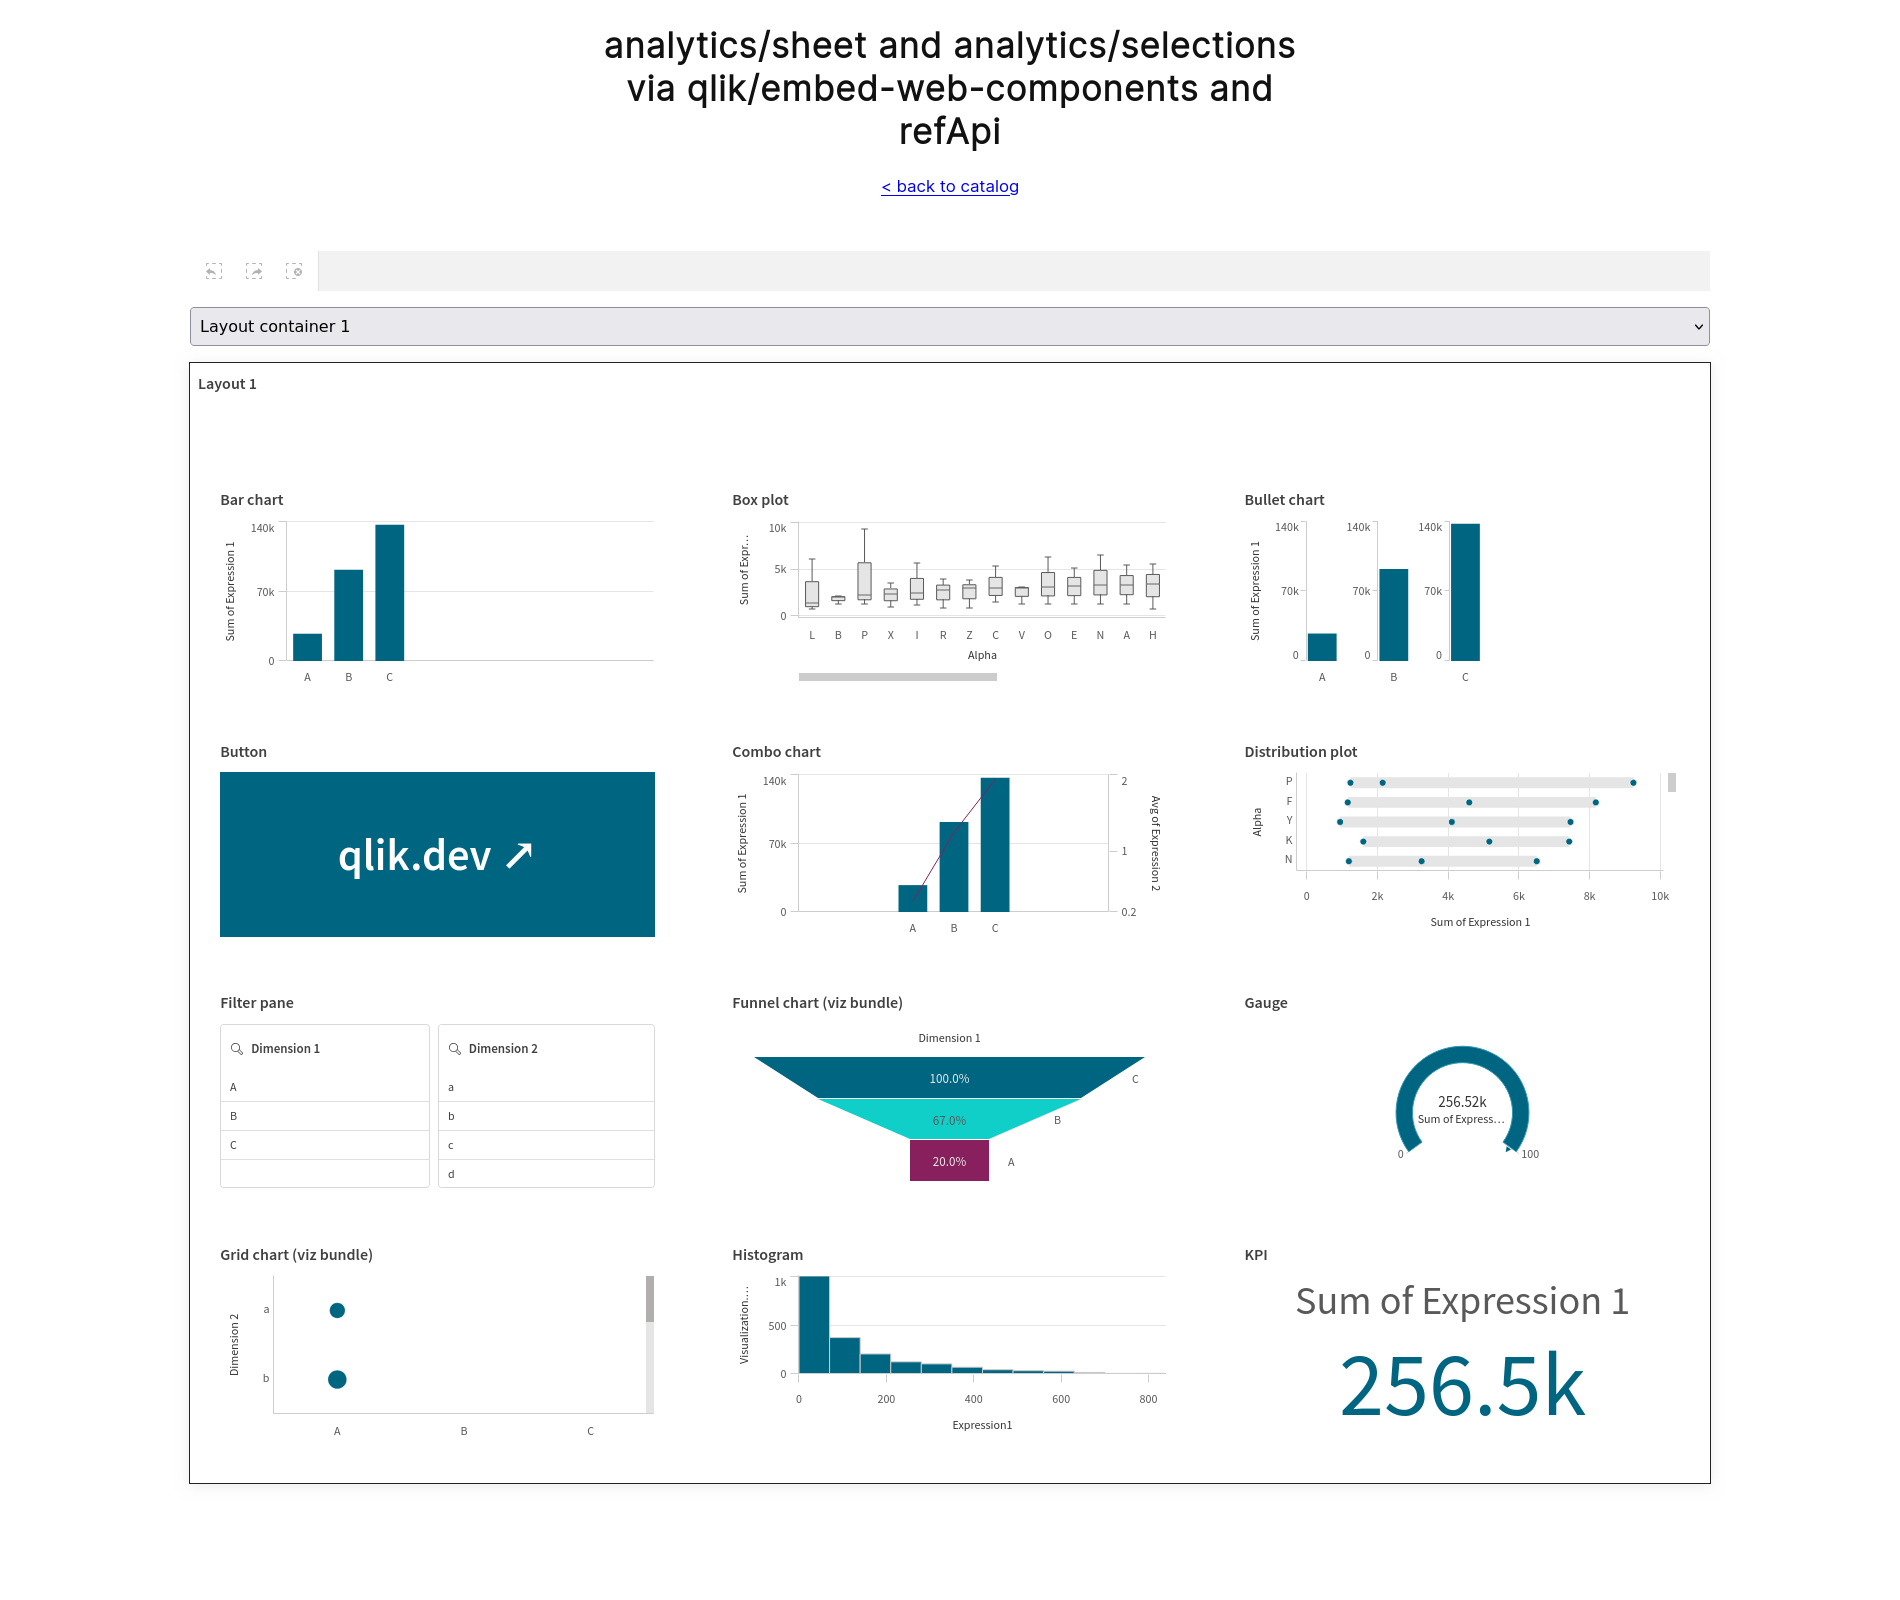 analytics/sheet and analytics/selections
via qlik/embed-web-components and
refApi
< back to catalog
Layout container 1
Layout 1
Bar chart
Sum of Expression 1
140k
70k
0
A B C
Box plot
Sum of Expr…
10k
5k
0
L B P X I R Z C V O E N A H
Alpha
Bullet chart
Sum of Expression 1
140k 140k 140k
70k 70k 70k
0 0 0
A B C
Button
qlik.dev ↗
Combo chart
Sum of Expression 1
140k
70k
0
2
1
0.2
Avg of Expression 2
A B C
Distribution plot
Alpha
P
F
Y
K
N
0 2k 4k 6k 8k 10k
Sum of Expression 1
Filter pane
Dimension 1
A
B
C
Dimension 2
a
b
c
d
Funnel chart (viz bundle)
Dimension 1
100.0% C
67.0% B
20.0% A
Gauge
256.52k
Sum of Express…
0 100
Grid chart (viz bundle)
Dimension 2
a
b
A B C
Histogram
Visualization.…
1k
500
0
0 200 400 600 800
Expression1
KPI
Sum of Expression 1
256.5k